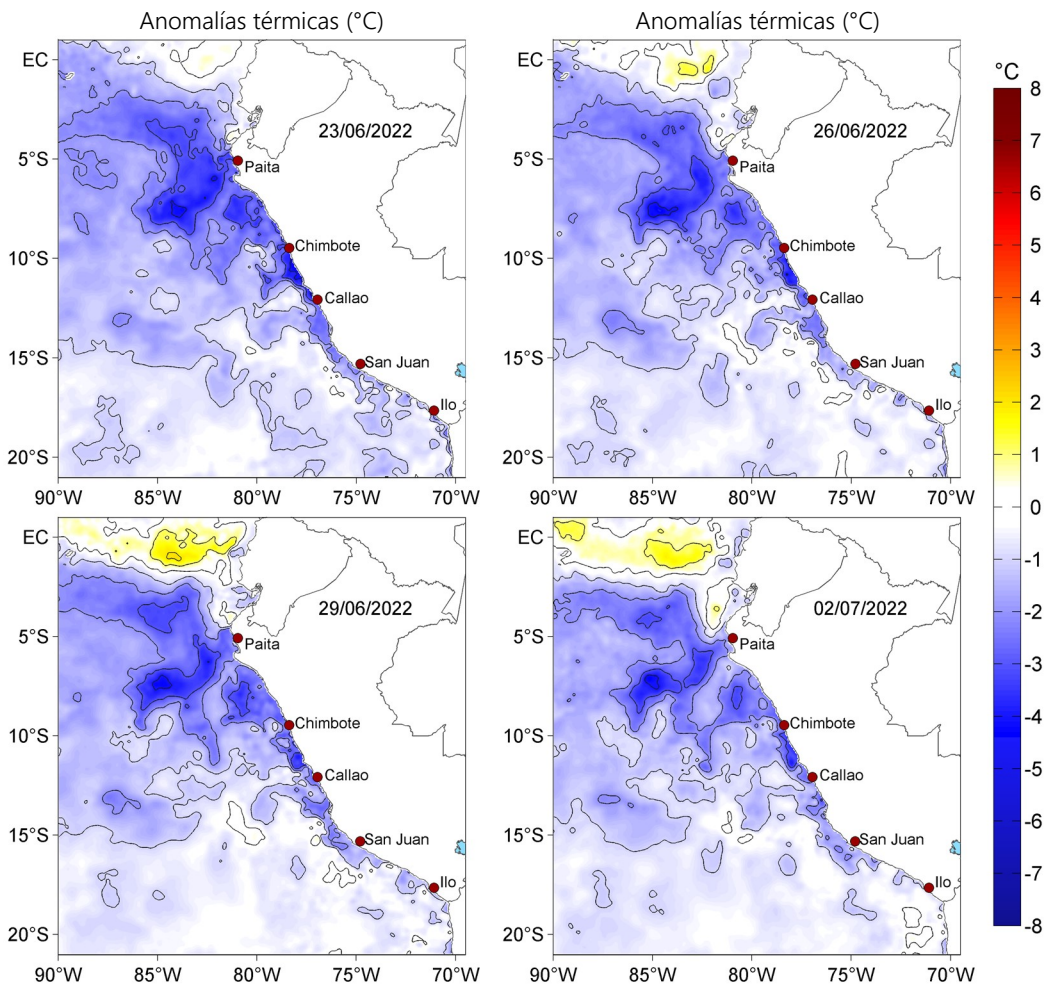 Anomalías térmicas (°C)
Anomalías térmicas (°C)
EC
5°S
10°S
15°S
20°S
90°W 85°W 80°W 75°W 70°W
23/06/2022
Paita
Chimbote
Callao
San Juan
Ilo
EC
5°S
10°S
15°S
20°S
90°W 85°W 80°W 75°W 70°W
26/06/2022
Paita
Chimbote
Callao
San Juan
Ilo
EC
5°S
10°S
15°S
20°S
90°W 85°W 80°W 75°W 70°W
29/06/2022
Paita
Chimbote
Callao
San Juan
Ilo
EC
5°S
10°S
15°S
20°S
90°W 85°W 80°W 75°W 70°W
02/07/2022
Paita
Chimbote
Callao
San Juan
Ilo
°C
8
7
6
5
4
3
2
1
0
-1
-2
-3
-4
-5
-6
-7
-8